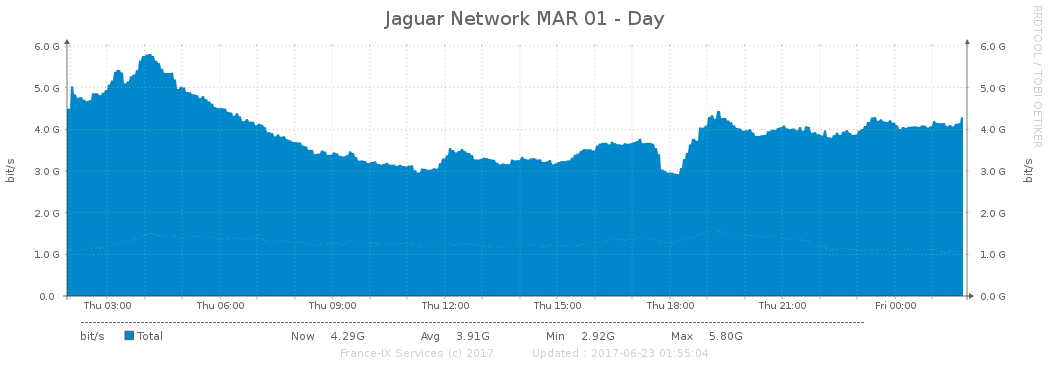 Jaguar Network MAR 01 - Day
RRDTOOL / TOBI OETIKER
bit/s
bit/s
6.0 G 6.0 G
5.0 G 5.0 G
4.0 G 4.0 G
3.0 G 3.0 G
2.0 G 2.0 G
1.0 G 1.0 G
0.0 0.0 G
Thu 03:00 Thu 06:00 Thu 09:00 Thu 12:00 Thu 15:00 Thu 18:00 Thu 21:00 Fri 00:00
bit/s Total Now 4.29G Avg 3.91G Min 2.92G Max 5.80G
France-IX Services (c) 2017 Updated : 2017-06-23 01:55:04